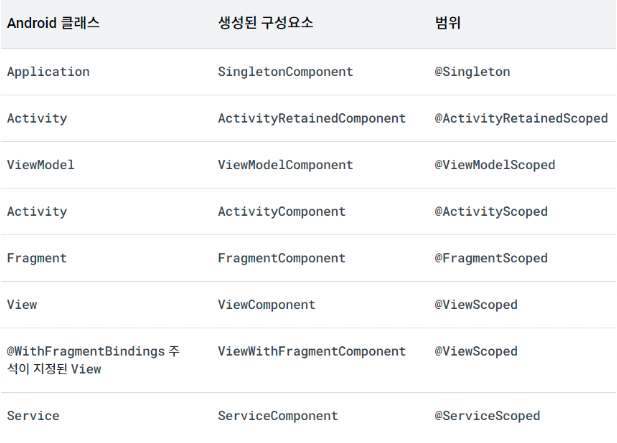 Android 클래스 생성된 구성요소 범위
Application SingletonComponent @Singleton
Activity ActivityRetainedComponent @ActivityRetainedScoped
ViewModel ViewModelComponent @ViewModelScoped
Activity ActivityComponent @ActivityScoped
Fragment FragmentComponent @FragmentScoped
View ViewComponent @ViewScoped
@WithFragmentBindings 주 ViewWithFragmentComponent @ViewScoped
석이 지정된 View
Service ServiceComponent @ServiceScoped